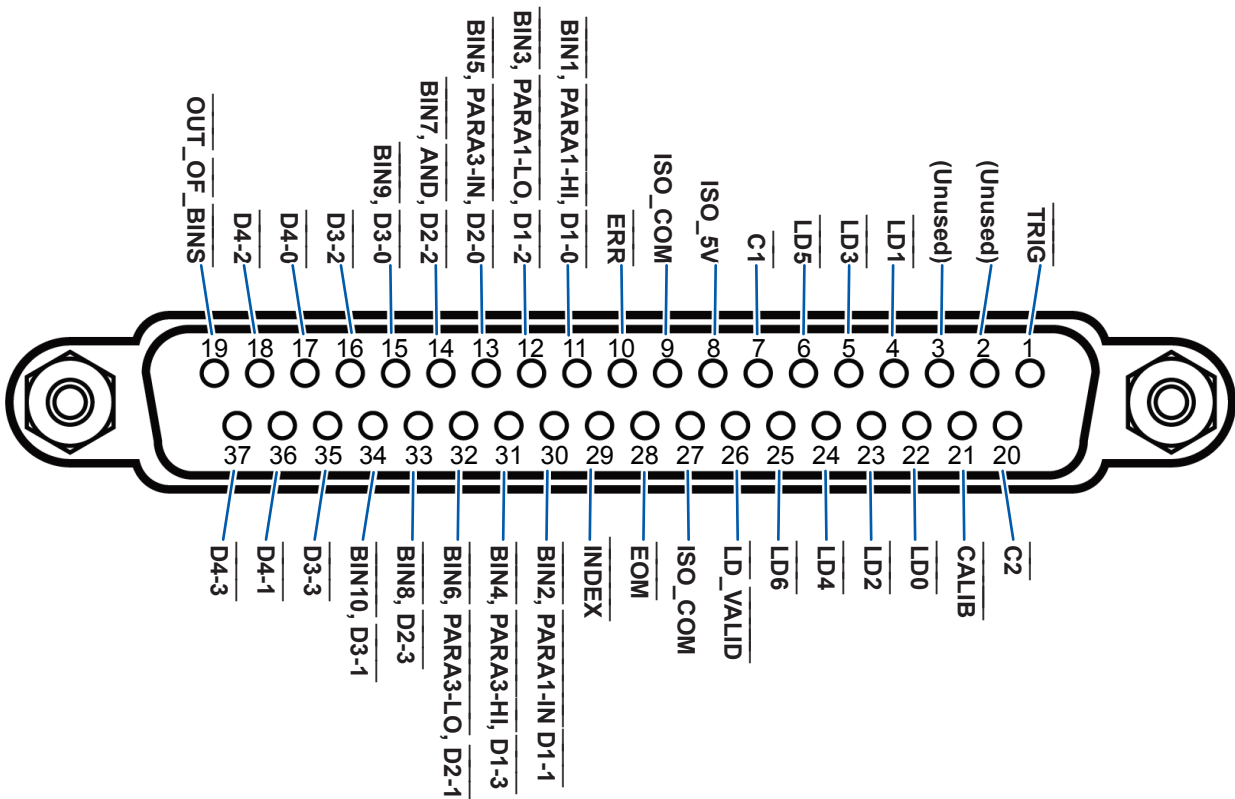 OUT_OF_BINS
D4-2
D4-0
D3-2
BIN9, D3-0
BIN7, AND, D2-2
BIN5, PARA3-IN, D2-0
BIN3, PARA1-LO, D1-2
BIN1, PARA1-HI, D1-0
ERR
ISO_COM
ISO_5V
C1
LD5
LD3
LD1
(Unused)
(Unused)
TRIG
19 18 17 16 15 14 13 12 11 10 9 8 7 6 5 4 3 2 1
37 36 35 34 33 32 31 30 29 28 27 26 25 24 23 22 21 20
D4-3
D4-1
D3-3
BIN10, D3-1
BIN8, D2-3
BIN6, PARA3-LO, D2-1
BIN4, PARA3-HI, D1-3
BIN2, PARA1-IN D1-1
INDEX
EOM
ISO_COM
LD_VALID
LD6
LD4
LD2
LD0
CALIB
C2